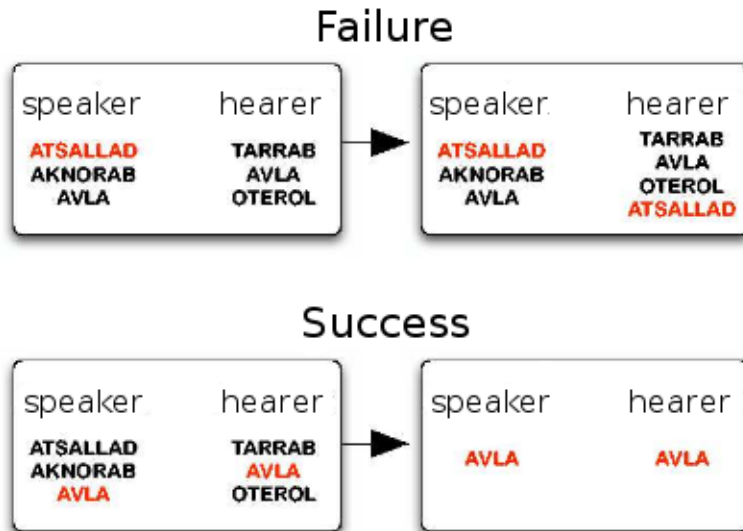 Failure
speaker hearer
ATSALLAD TARRAB
AKNORAB AVLA
AVLA OTEROL
speaker hearer
ATSALLAD TARRAB
AKNORAB AVLA
AVLA OTEROL
ATSALLAD
Success
speaker hearer
ATSALLAD TARRAB
AKNORAB AVLA
AVLA OTEROL
speaker hearer
AVLA AVLA